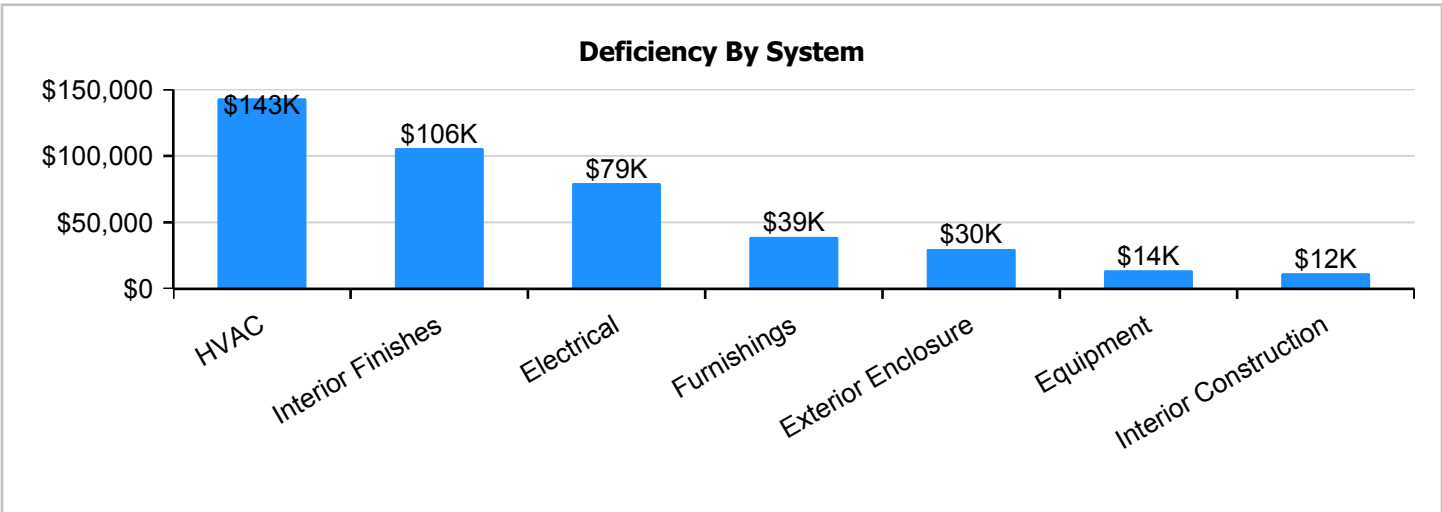 Deficiency By System
$150,000
$100,000
$50,000
$0
$143K
$106K
$79K
$39K
$30K
$14K
$12K
HVAC
Interior Finishes
Electrical
Furnishings
Exterior Enclosure
Equipment
Interior Construction